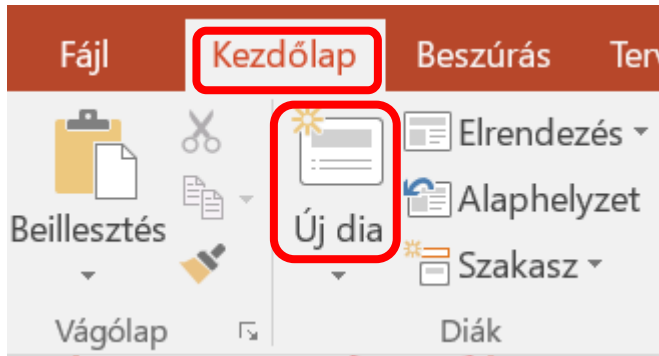 Fájl Kezdőlap Beszúrás
Elrendezés
Alaphelyzet
Beillesztés Új dia
Szakasz
Vágólap Diák